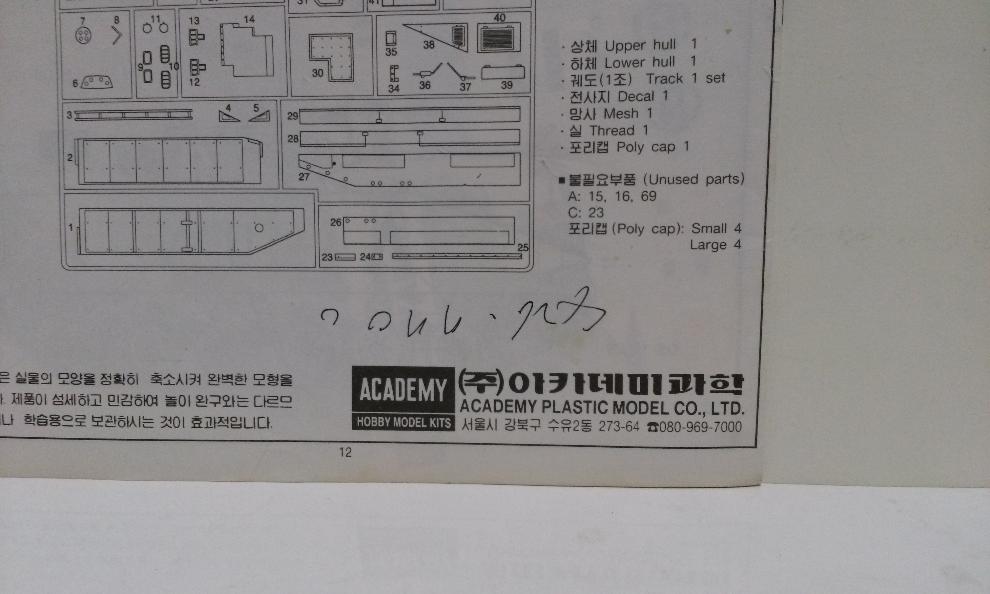 31
41
7
8
11
13
14
6
9
10
12
30
35
38
40
34
36
37
39
3
4
5
2
29
28
27
1
26
25
23
24
· 상체 Upper hull 1
· 하체 Lower hull 1
· 궤도(1조) Track 1 set
· 전사지 Decal 1
· 망사 Mesh 1
· 실 Thread 1
· 포리캡 Poly cap 1
■ 불필요부품 (Unused parts)
A: 15, 16, 69
C: 23
포리캡 (Poly cap): Small 4
Large 4
은 실물의 모양을 정확히 축소시켜 완벽한 모형을
. 제품이 섬세하고 민감하여 놀이 완구와는 다르므
나 학습용으로 보관하시는 것이 효과적입니다.
ACADEMY
HOBBY MODEL KITS
(주)아카데미과학
ACADEMY PLASTIC MODEL CO., LTD.
서울시 강북구 수유2동 273-64 ☎080-969-7000
12